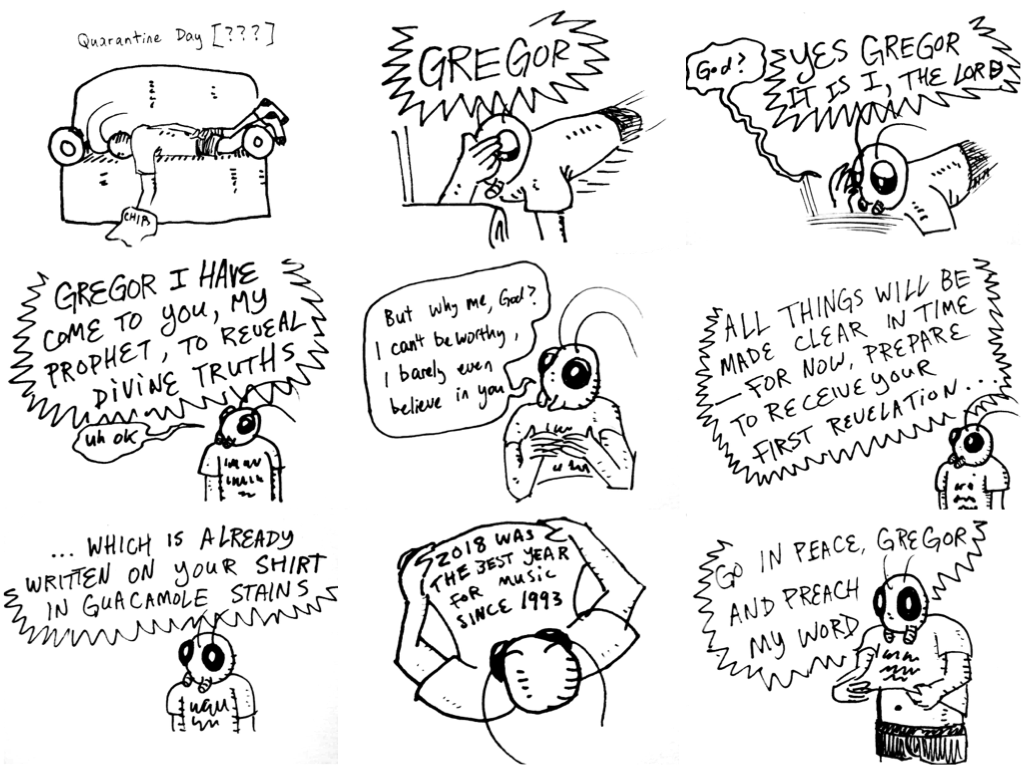 Quarantine Day [???]
CHIPS
GREGOR
God?
YES GREGOR
IT IS I, THE LORD
GREGOR I HAVE
COME TO YOU, MY
PROPHET, TO REVEAL
DIVINE TRUTHS
uh ok
But why me, God?
I can't be worthy,
I barely even
believe in you
ALL THINGS WILL BE
MADE CLEAR IN TIME
— FOR NOW, PREPARE
TO RECEIVE YOUR
FIRST REVELATION...
... WHICH IS ALREADY
WRITTEN ON YOUR SHIRT
IN GUACAMOLE STAINS
2018 WAS
THE BEST YEAR
FOR MUSIC
SINCE 1993
GO IN PEACE, GREGOR
AND PREACH
MY WORD